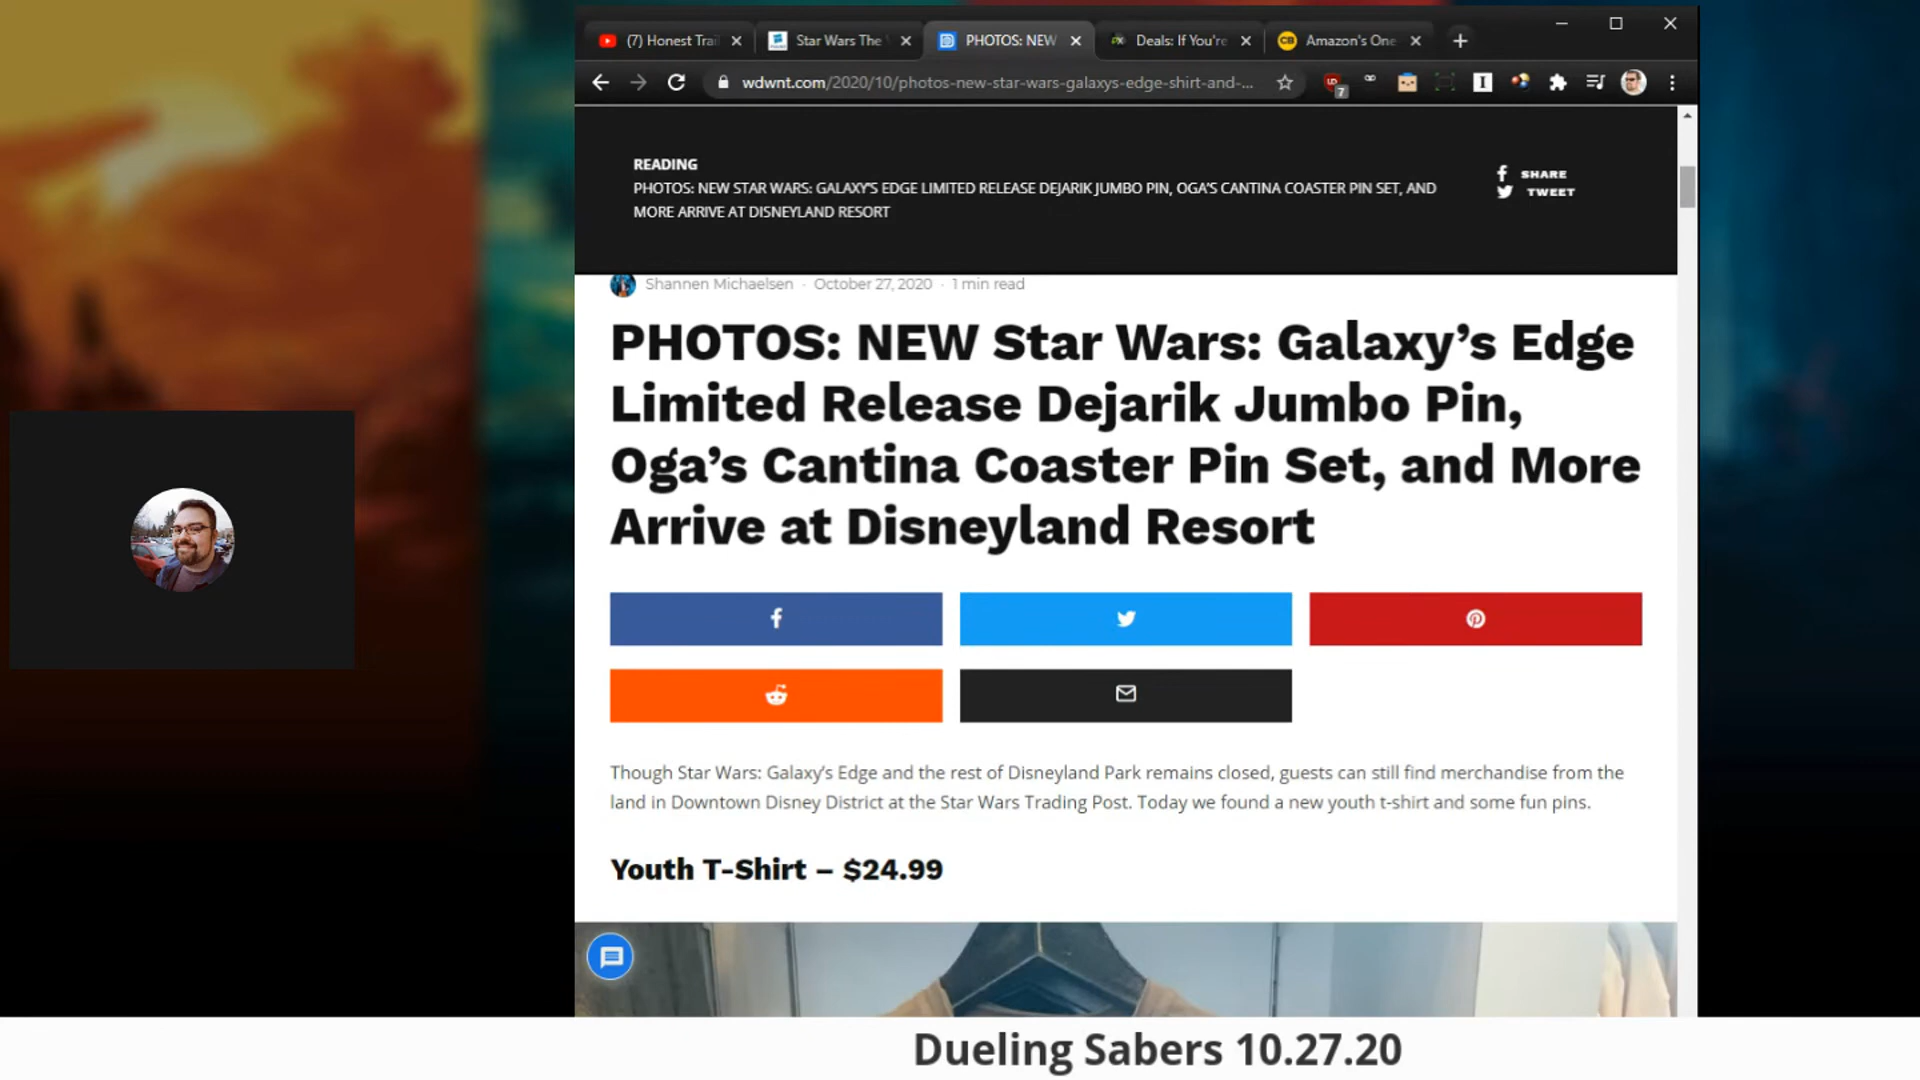 (7) Honest Trai
Star Wars The
PHOTOS: NEW
Deals: If You're
CB
Amazon's One
wdwnt.com/2020/10/photos-new-star-wars-galaxys-edge-shirt-and-...
7
READING
PHOTOS: NEW STAR WARS: GALAXY'S EDGE LIMITED RELEASE DEJARIK JUMBO PIN, OGA'S CANTINA COASTER PIN SET, AND
MORE ARRIVE AT DISNEYLAND RESORT
SHARE
TWEET
Shannen Michaelsen · October 27, 2020 · 1 min read
PHOTOS: NEW Star Wars: Galaxy's Edge
Limited Release Dejarik Jumbo Pin,
Oga's Cantina Coaster Pin Set, and More
Arrive at Disneyland Resort
Though Star Wars: Galaxy's Edge and the rest of Disneyland Park remains closed, guests can still find merchandise from the
land in Downtown Disney District at the Star Wars Trading Post. Today we found a new youth t-shirt and some fun pins.
Youth T-Shirt – $24.99
Dueling Sabers 10.27.20